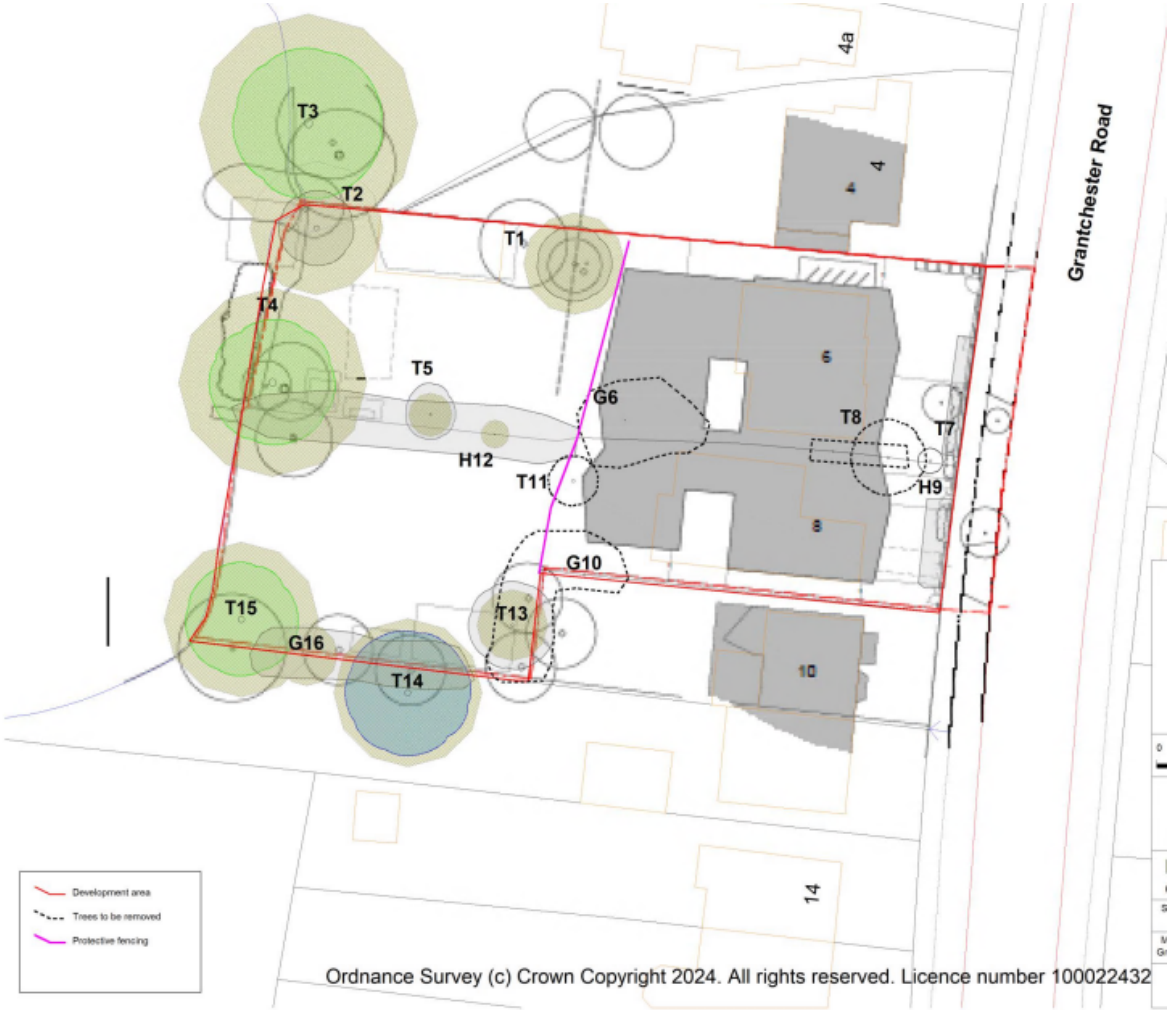 4a
T3
4
4
Grantchester Road
T2
T1
T4
6
T5
G6
T8
T7
H12
T11
H9
8
G10
T15
T13
G16
T14
10
0
14
Development area
Trees to be removed
Protective fencing
Ordnance Survey (c) Crown Copyright 2024. All rights reserved. Licence number 100022432